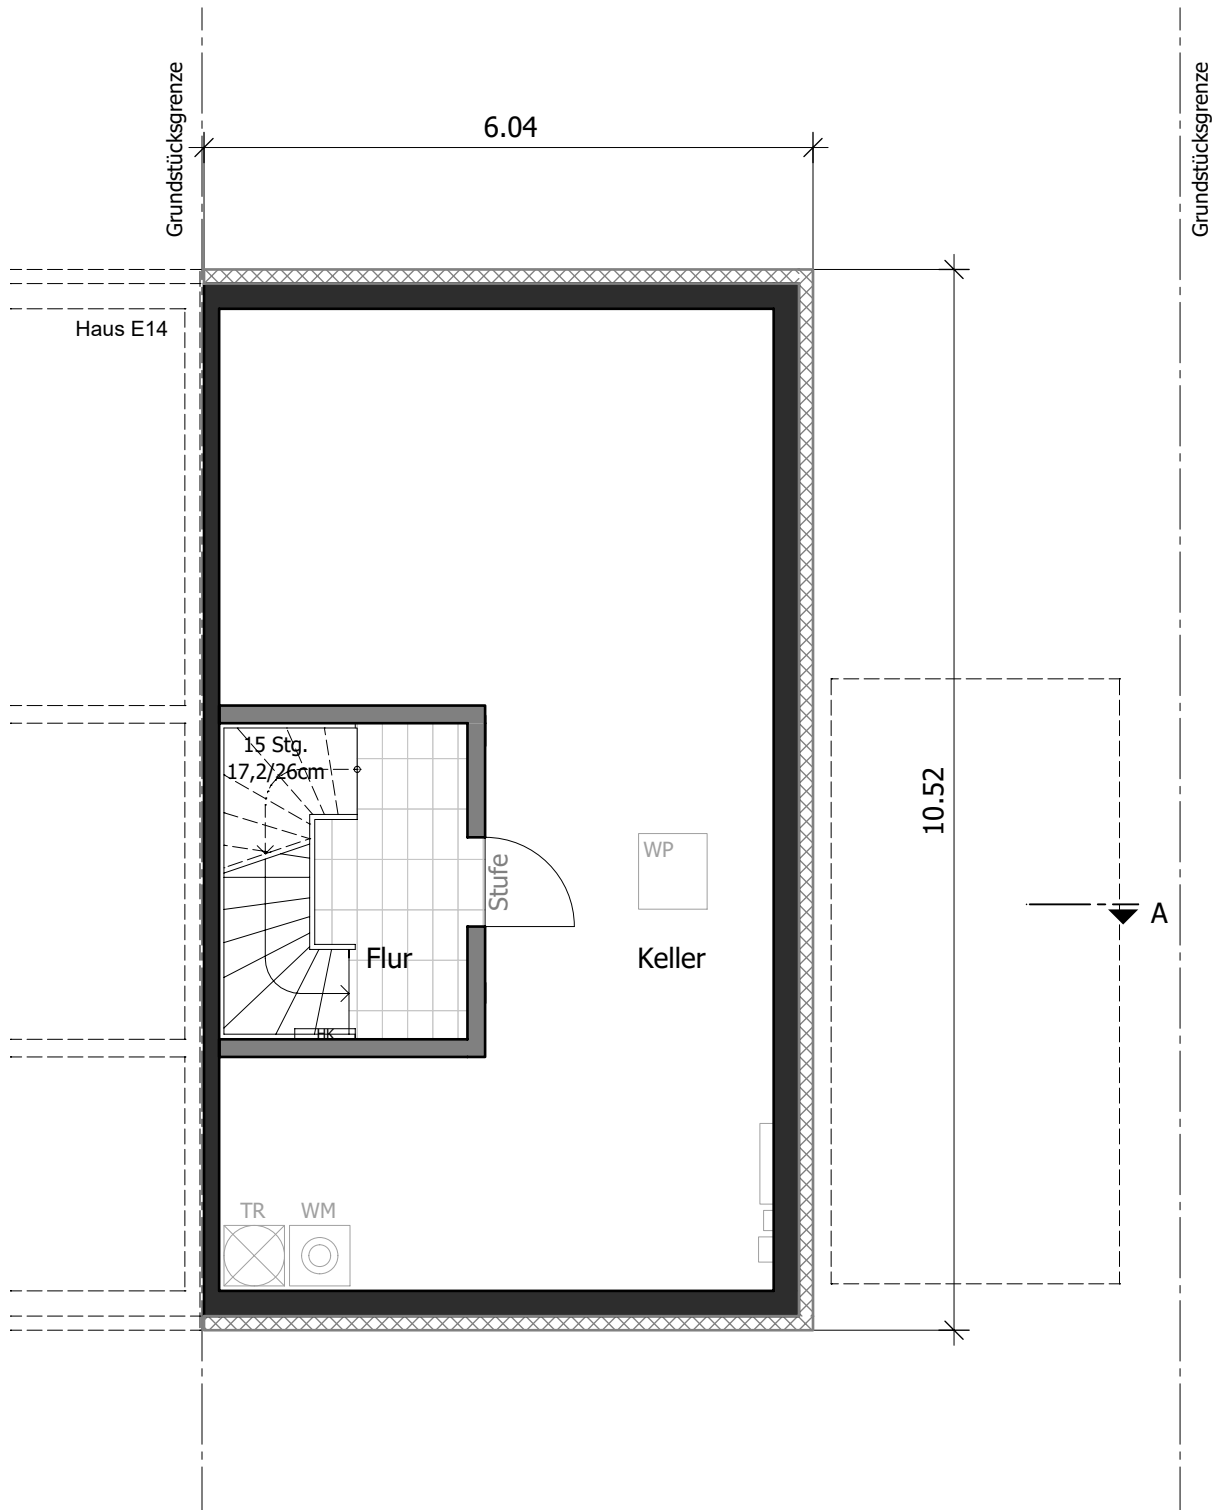 Grundstücksgrenze
Grundstücksgrenze
6.04
Haus E14
15 Stg.
17,2/26cm
10.52
WP
Stufe
A
Flur
Keller
HK
TR
WM